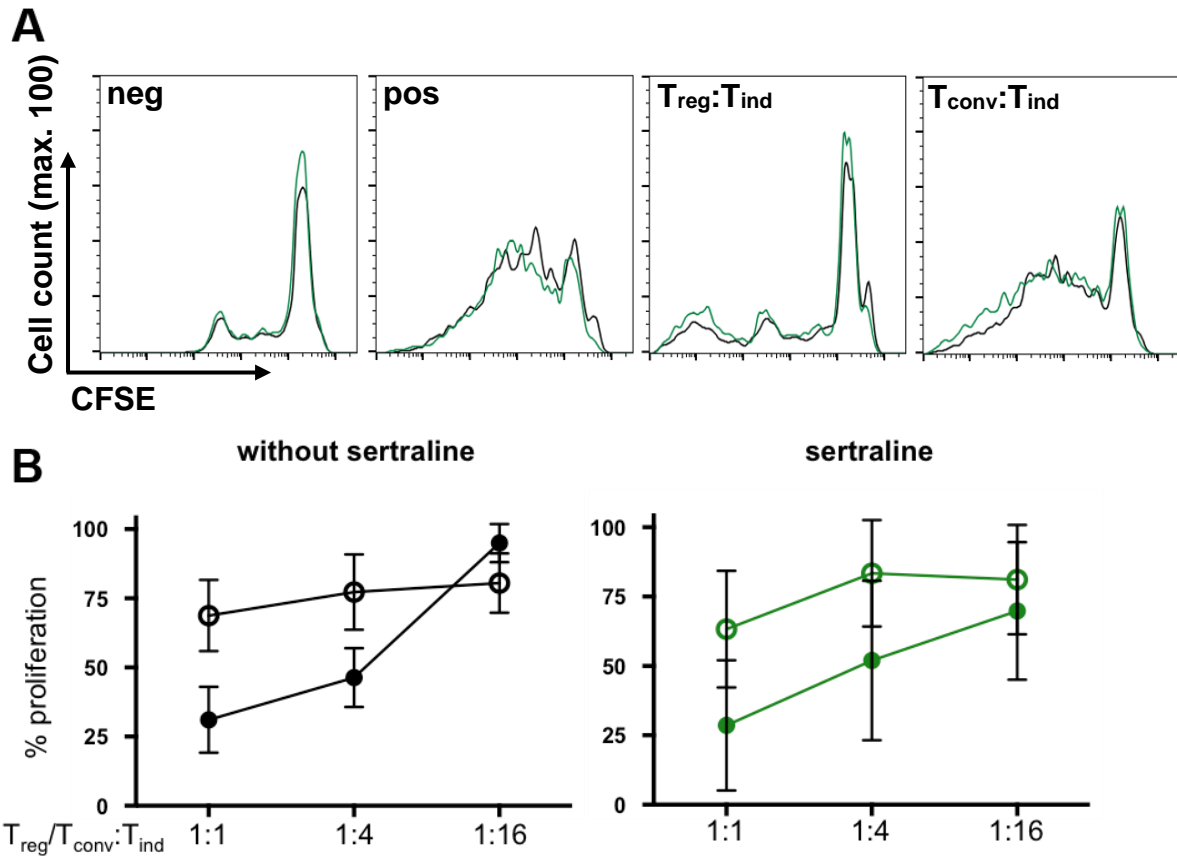 A
Cell count (max. 100)
neg
pos
Treg:Tind
Tconv:Tind
CFSE
B
without sertraline
sertraline
% proliferation
100
75
50
25
0
100
75
50
25
0
Treg/Tconv:Tind
1:1
1:4
1:16
1:1
1:4
1:16